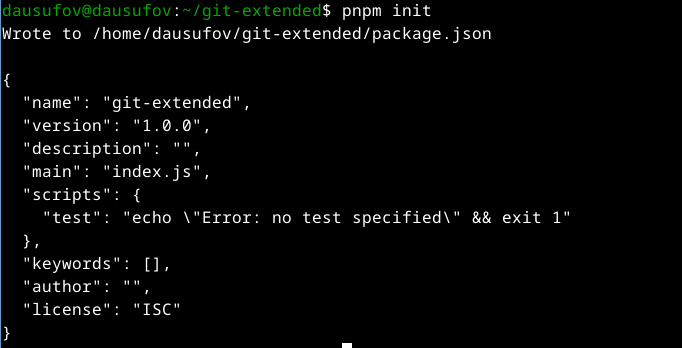 dausufov@dausufov:~/git-extended$ pnpm init
Wrote to /home/dausufov/git-extended/package.json

{
  "name": "git-extended",
  "version": "1.0.0",
  "description": "",
  "main": "index.js",
  "scripts": {
    "test": "echo \"Error: no test specified\" && exit 1"
  },
  "keywords": [],
  "author": "",
  "license": "ISC"
}